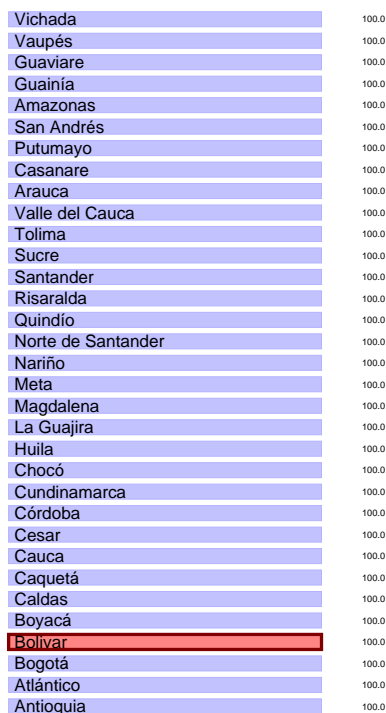 Vichada 100.0
Vaupés 100.0
Guaviare 100.0
Guainía 100.0
Amazonas 100.0
San Andrés 100.0
Putumayo 100.0
Casanare 100.0
Arauca 100.0
Valle del Cauca 100.0
Tolima 100.0
Sucre 100.0
Santander 100.0
Risaralda 100.0
Quindío 100.0
Norte de Santander 100.0
Nariño 100.0
Meta 100.0
Magdalena 100.0
La Guajira 100.0
Huila 100.0
Chocó 100.0
Cundinamarca 100.0
Córdoba 100.0
Cesar 100.0
Cauca 100.0
Caquetá 100.0
Caldas 100.0
Boyacá 100.0
Bolivar 100.0
Bogotá 100.0
Atlántico 100.0
Antioquia 100.0